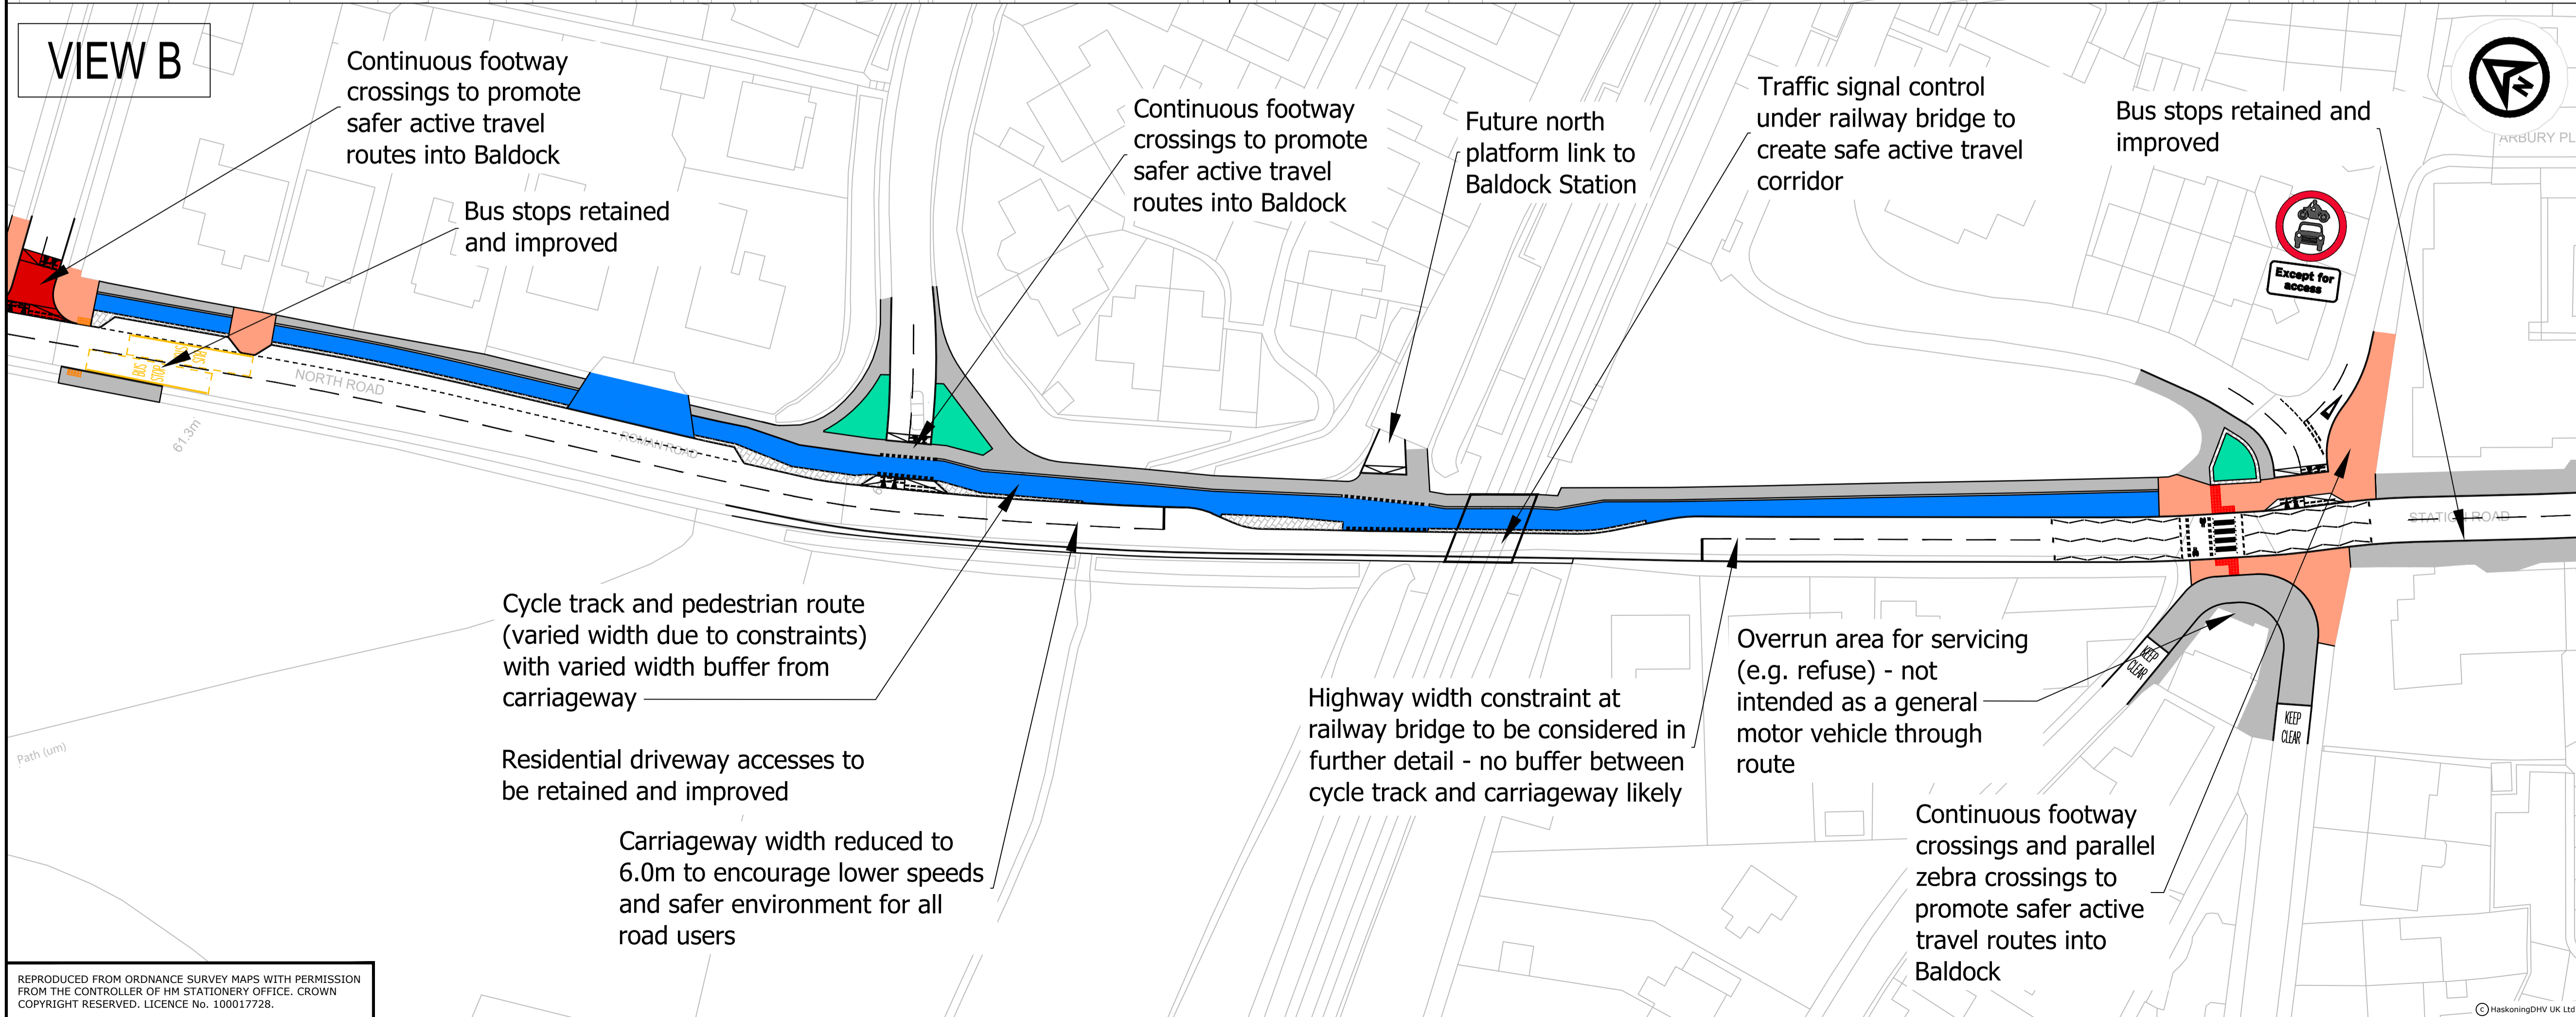 VIEW B
Continuous footway
crossings to promote
safer active travel
routes into Baldock
Bus stops retained
and improved
Continuous footway
crossings to promote
safer active travel
routes into Baldock
Future north
platform link to
Baldock Station
Traffic signal control
under railway bridge to
create safe active travel
corridor
Bus stops retained and
improved
N
ARBURY PL
Except for
access
BUS
STOP
BUS
STOP
NORTH ROAD
61.3m
ROMAN ROAD
STATION ROAD
Path (um)
Cycle track and pedestrian route
(varied width due to constraints)
with varied width buffer from
carriageway
Residential driveway accesses to
be retained and improved
Carriageway width reduced to
6.0m to encourage lower speeds
and safer environment for all
road users
Highway width constraint at
railway bridge to be considered in
further detail - no buffer between
cycle track and carriageway likely
Overrun area for servicing
(e.g. refuse) - not
intended as a general
motor vehicle through
route
KEEP
CLEAR
KEEP
CLEAR
Continuous footway
crossings and parallel
zebra crossings to
promote safer active
travel routes into
Baldock
REPRODUCED FROM ORDNANCE SURVEY MAPS WITH PERMISSION
FROM THE CONTROLLER OF HM STATIONERY OFFICE. CROWN
COPYRIGHT RESERVED. LICENCE No. 100017728.
© HaskoningDHV UK Ltd